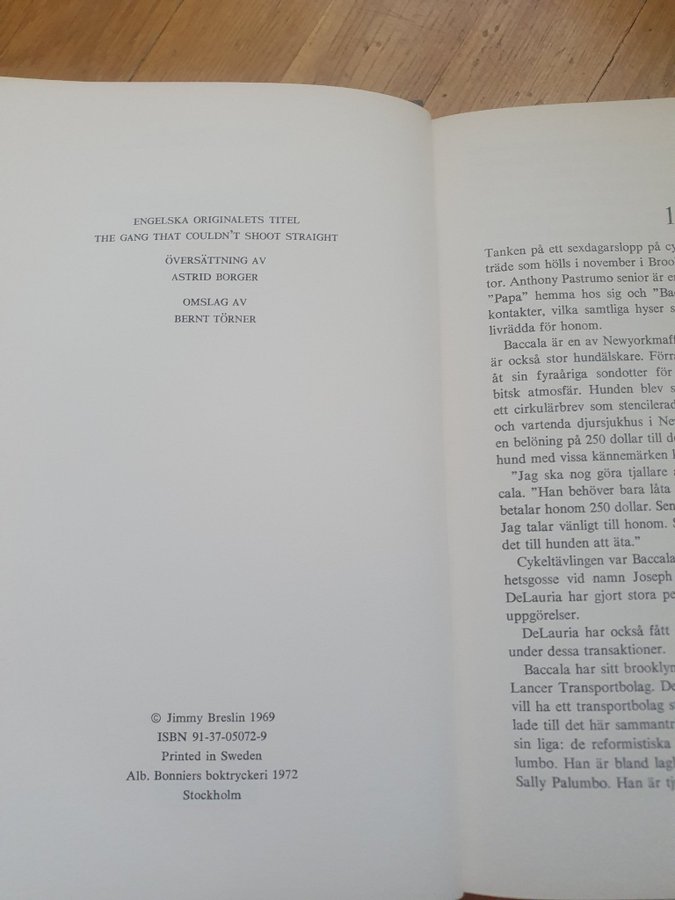 ENGELSKA ORIGINALETS TITEL
THE GANG THAT COULDN'T SHOOT STRAIGHT
ÖVERSÄTTNING AV
ASTRID BORGER
OMSLAG AV
BERNT TÖRNER
© Jimmy Breslin 1969
ISBN 91-37-05072-9
Printed in Sweden
Alb. Bonniers boktryckeri 1972
Stockholm
1
Tanken på ett sexdagarslopp på
träde som hölls i november i
tor. Anthony Pastrumo senior är
"Papa" hemma hos sig och
kontakter, vilka samtliga hyser
livrädda för honom.
Baccala är en av
är också stor hundälskare.
åt sin fyraåriga sondotter för
bitsk atmosfär. Hunden blev
ett cirkulärbrev som
och vartenda djursjukhus i
en belöning på 250 dollar till
hund med vissa kännemärken
"Jag ska nog göra tjallare
cala. "Han behöver bara låta
betalar honom 250 dollar.
Jag talar vänligt till honom.
det till hunden att äta."
Cykeltävlingen var
hetsgosse vid namn Joseph
DeLauria har gjort stora
uppgörelser.
DeLauria har också fått
under dessa transaktioner.
Baccala har sitt
Lancer Transportbolag.
vill ha ett transportbolag
lade till det här
sin liga: de reformistiska
lumbo. Han är bland
Sally Palumbo. Han är